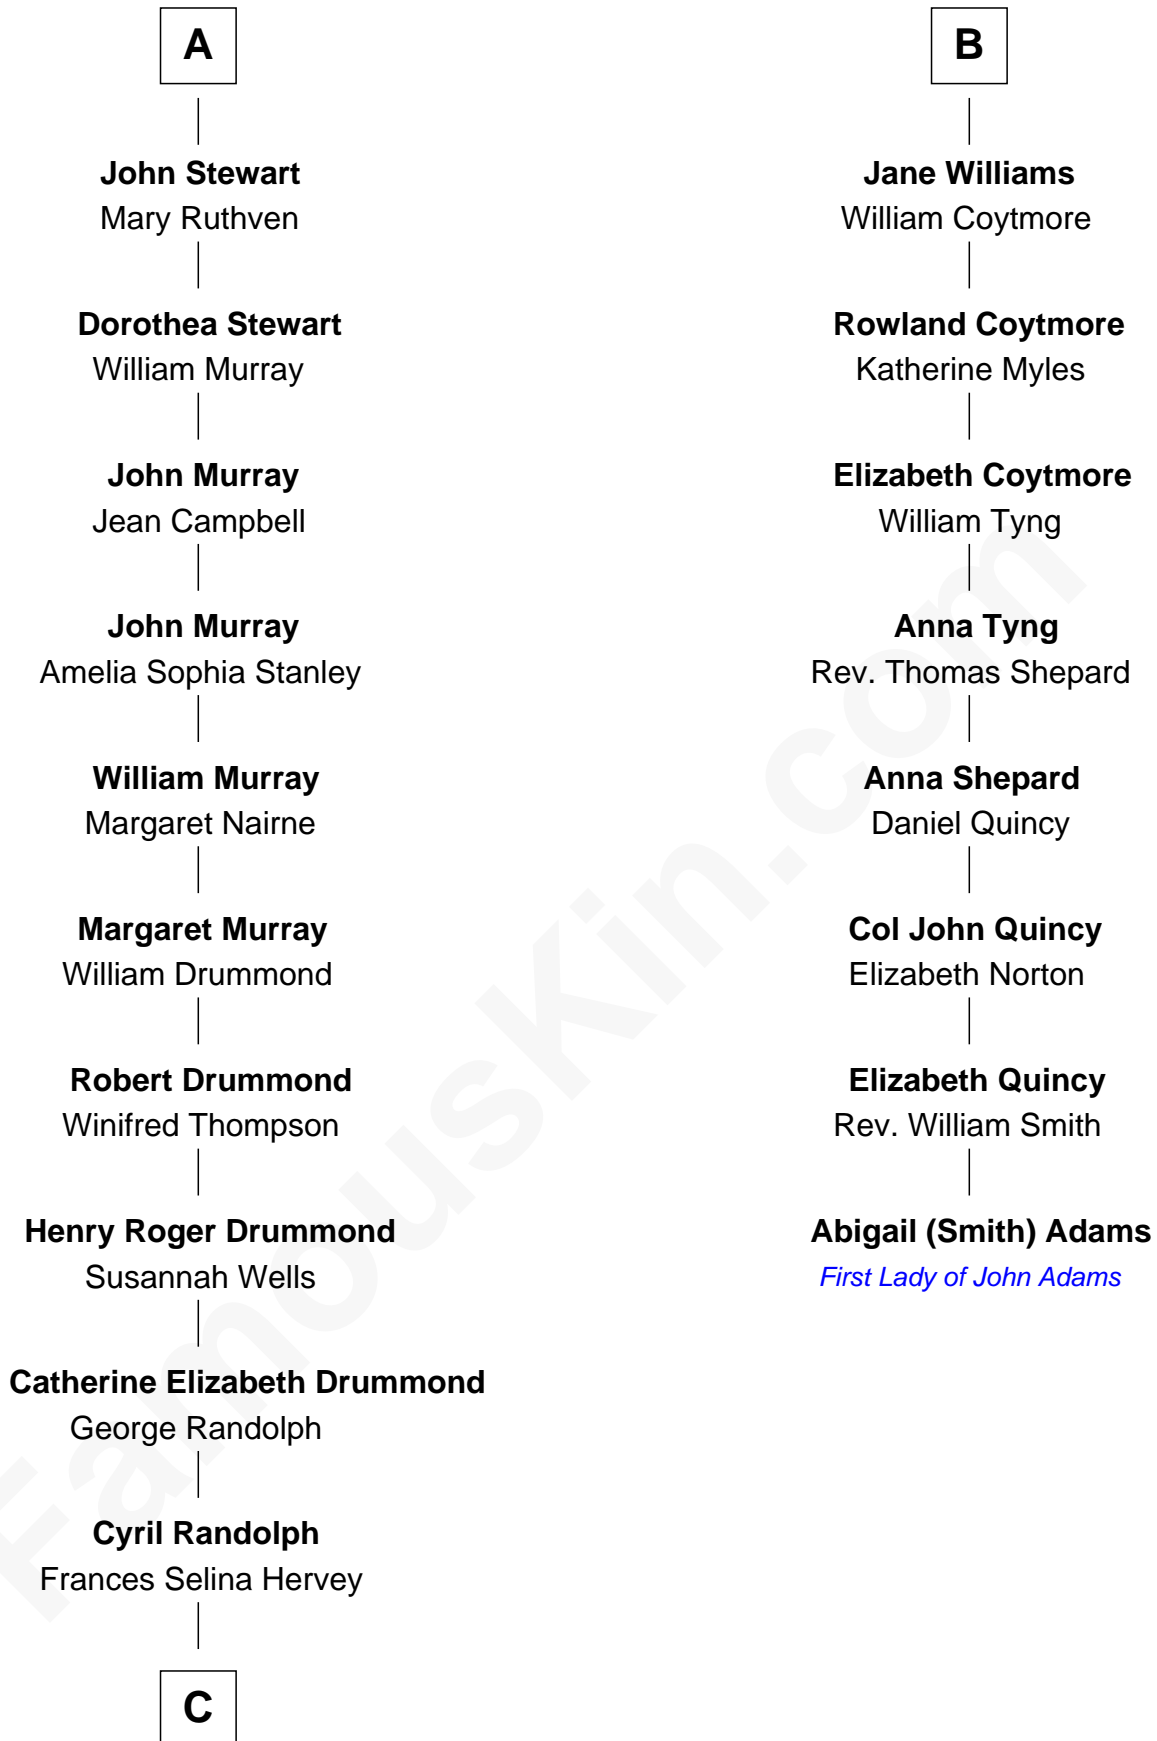 A
John Stewart
Mary Ruthven
Dorothea Stewart
William Murray
John Murray
Jean Campbell
John Murray
Amelia Sophia Stanley
William Murray
Margaret Nairne
Margaret Murray
William Drummond
Robert Drummond
Winifred Thompson
Henry Roger Drummond
Susannah Wells
Catherine Elizabeth Drummond
George Randolph
Cyril Randolph
Frances Selina Hervey
C
B
Jane Williams
William Coytmore
Rowland Coytmore
Katherine Myles
Elizabeth Coytmore
William Tyng
Anna Tyng
Rev. Thomas Shepard
Anna Shepard
Daniel Quincy
Col John Quincy
Elizabeth Norton
Elizabeth Quincy
Rev. William Smith
Abigail (Smith) Adams
First Lady of John Adams
FamousKin.com